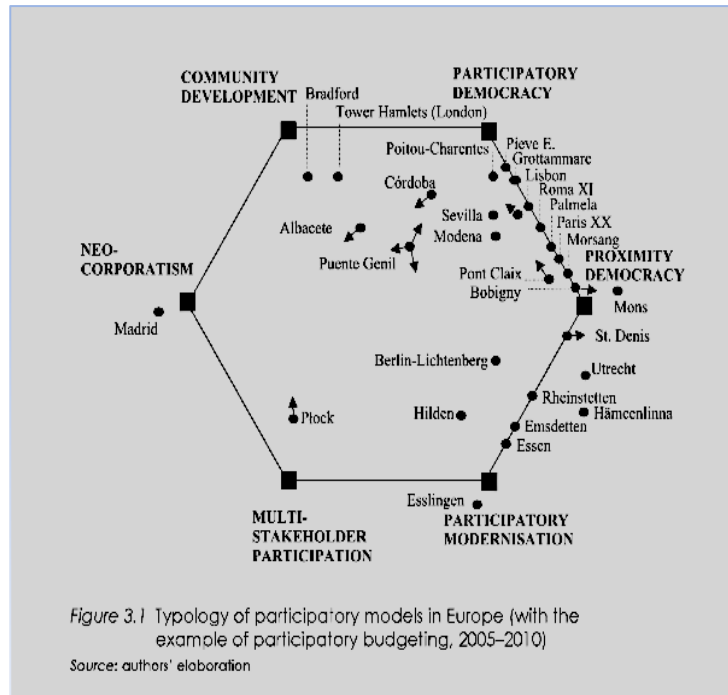 COMMUNITY
DEVELOPMENT
Bradford
PARTICIPATORY
DEMOCRACY
Tower Hamlets (London)
Poitou-Charentes
Pieve E.
Grottammare
Lisbon
Córdoba
Roma XI
Sevilla
Palmela
Albacete
Modena
Paris XX
Morsang
NEO-
CORPORATISM
Puente Genil
PROXIMITY
DEMOCRACY
Pont Claix
Bobigny
Mons
Madrid
St. Denis
Berlin-Lichtenberg
Utrecht
Rheinstetten
Płock
Hilden
Hämeenlinna
Emsdetten
Essen
Esslingen
MULTI-
STAKEHOLDER
PARTICIPATION
PARTICIPATORY
MODERNISATION
Figure 3.1 Typology of participatory models in Europe (with the
example of participatory budgeting, 2005–2010)
Source: authors' elaboration